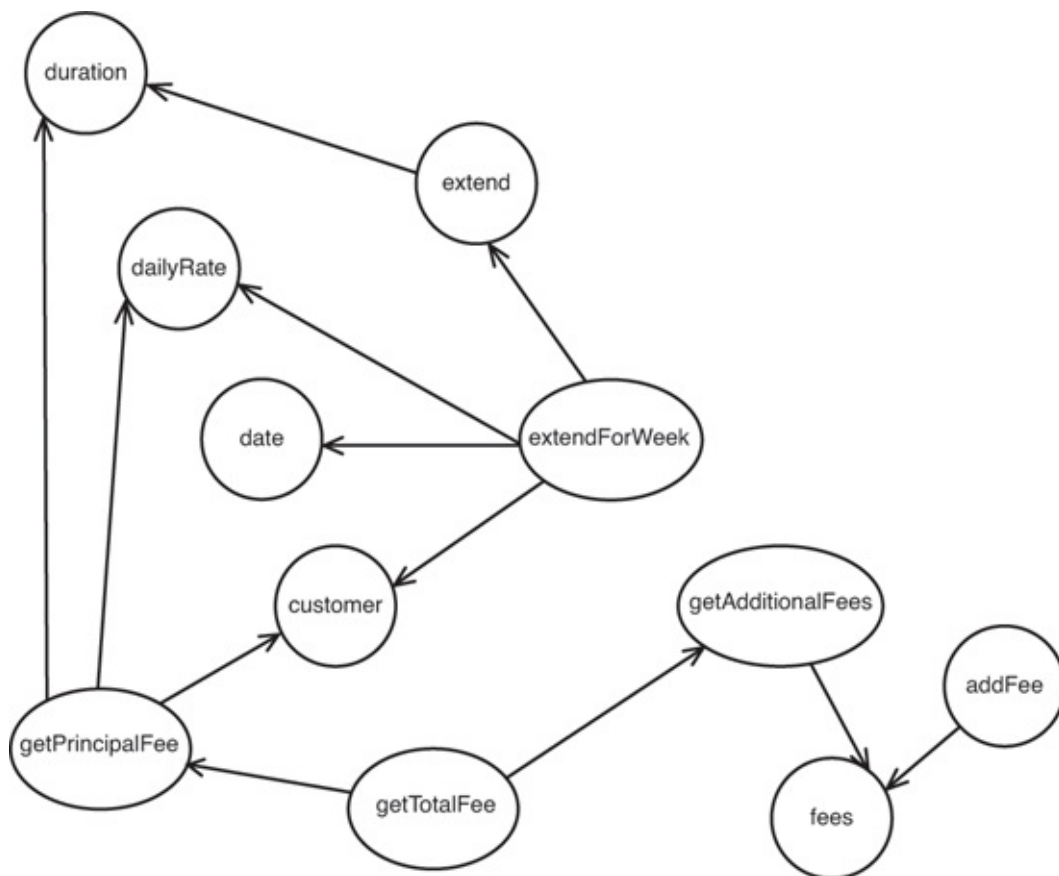 duration
extend
dailyRate
date
extendForWeek
customer
getAdditionalFees
addFee
getPrincipalFee
getTotalFee
fees